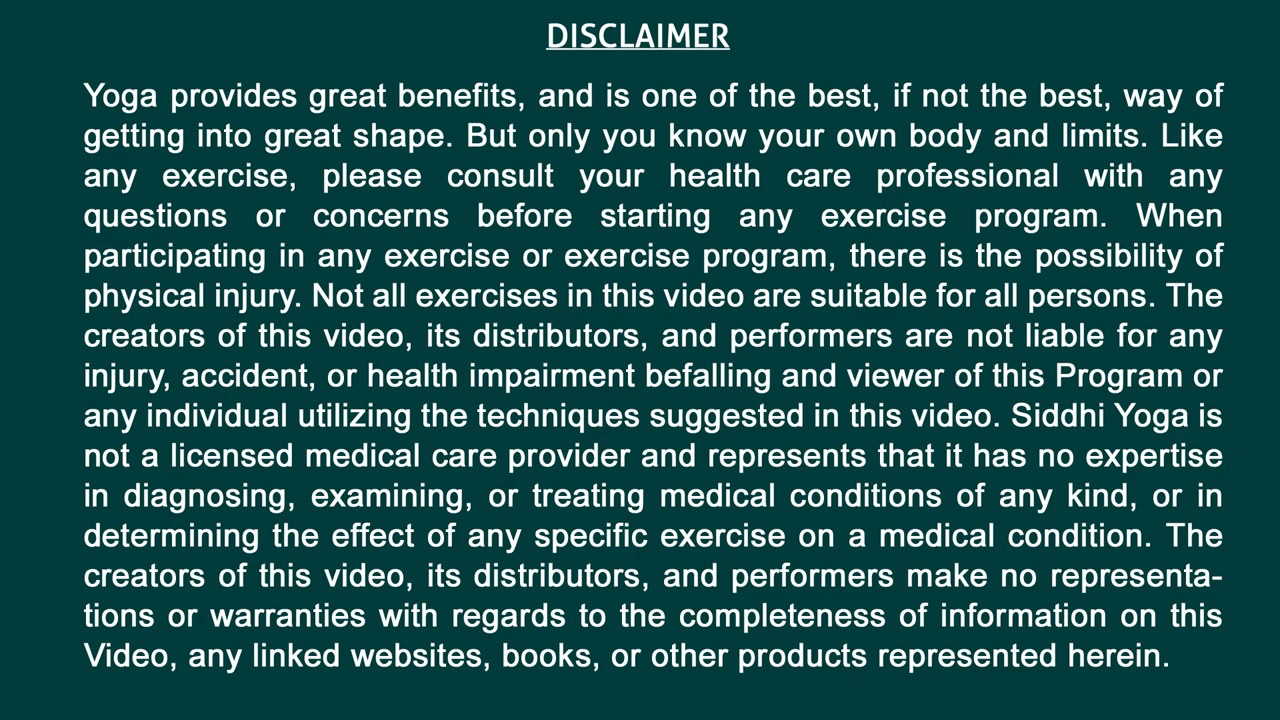 DISCLAIMER
Yoga provides great benefits, and is one of the best, if not the best, way of
getting into great shape. But only you know your own body and limits. Like
any exercise, please consult your health care professional with any
questions or concerns before starting any exercise program. When
participating in any exercise or exercise program, there is the possibility of
physical injury. Not all exercises in this video are suitable for all persons. The
creators of this video, its distributors, and performers are not liable for any
injury, accident, or health impairment befalling and viewer of this Program or
any individual utilizing the techniques suggested in this video. Siddhi Yoga is
not a licensed medical care provider and represents that it has no expertise
in diagnosing, examining, or treating medical conditions of any kind, or in
determining the effect of any specific exercise on a medical condition. The
creators of this video, its distributors, and performers make no representa-
tions or warranties with regards to the completeness of information on this
Video, any linked websites, books, or other products represented herein.